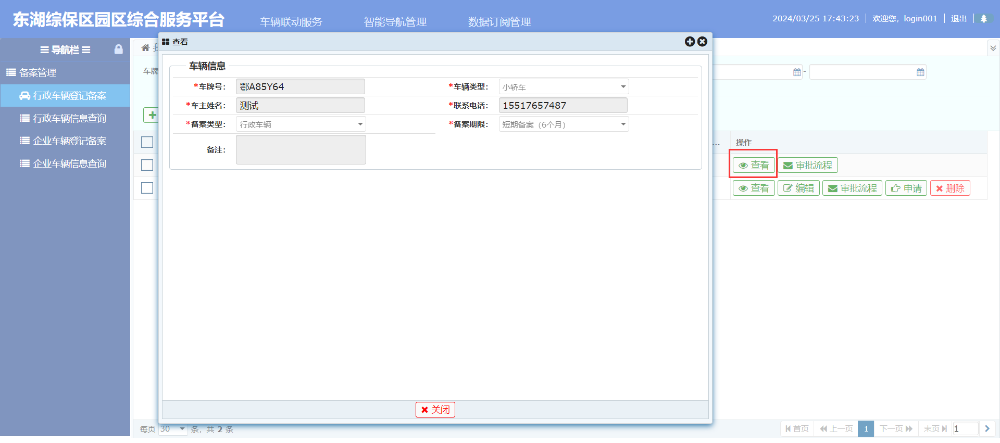 东湖综保区园区综合服务平台
车辆联动服务
智能导航管理
数据订阅管理
2024/03/25 17:43:23
欢迎您，login001
退出
导航栏
备案管理
行政车辆登记备案
行政车辆信息查询
企业车辆登记备案
企业车辆信息查询
车牌
查看
车辆信息
*车牌号：
鄂A85Y64
*车辆类型：
小轿车
*车主姓名：
测试
*联系电话：
15517657487
*备案类型：
行政车辆
*备案期限：
短期备案（6个月）
备注：
-
... 操作
查看 审批流程
查看 编辑 审批流程 申请 删除
关闭
每页 30 条，共 2 条
首页 上一页 1 下一页 末页 1